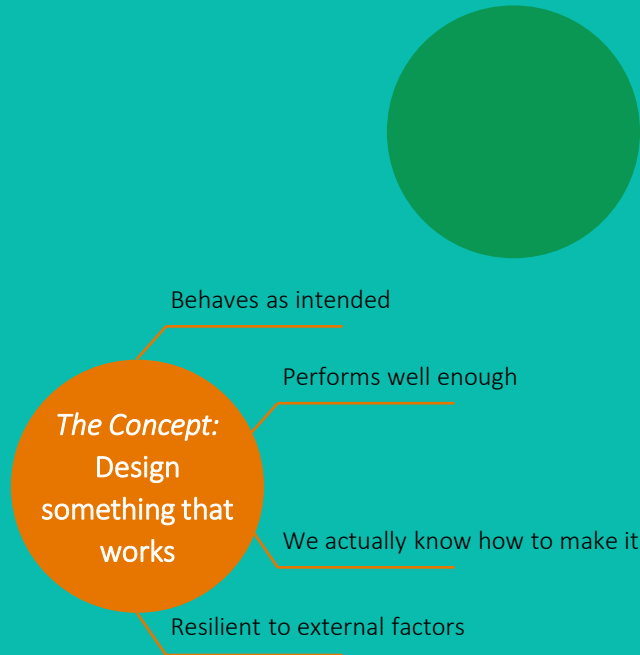 Behaves as intended
Performs well enough
The Concept:
Design
something that
works
We actually know how to make it
Resilient to external factors